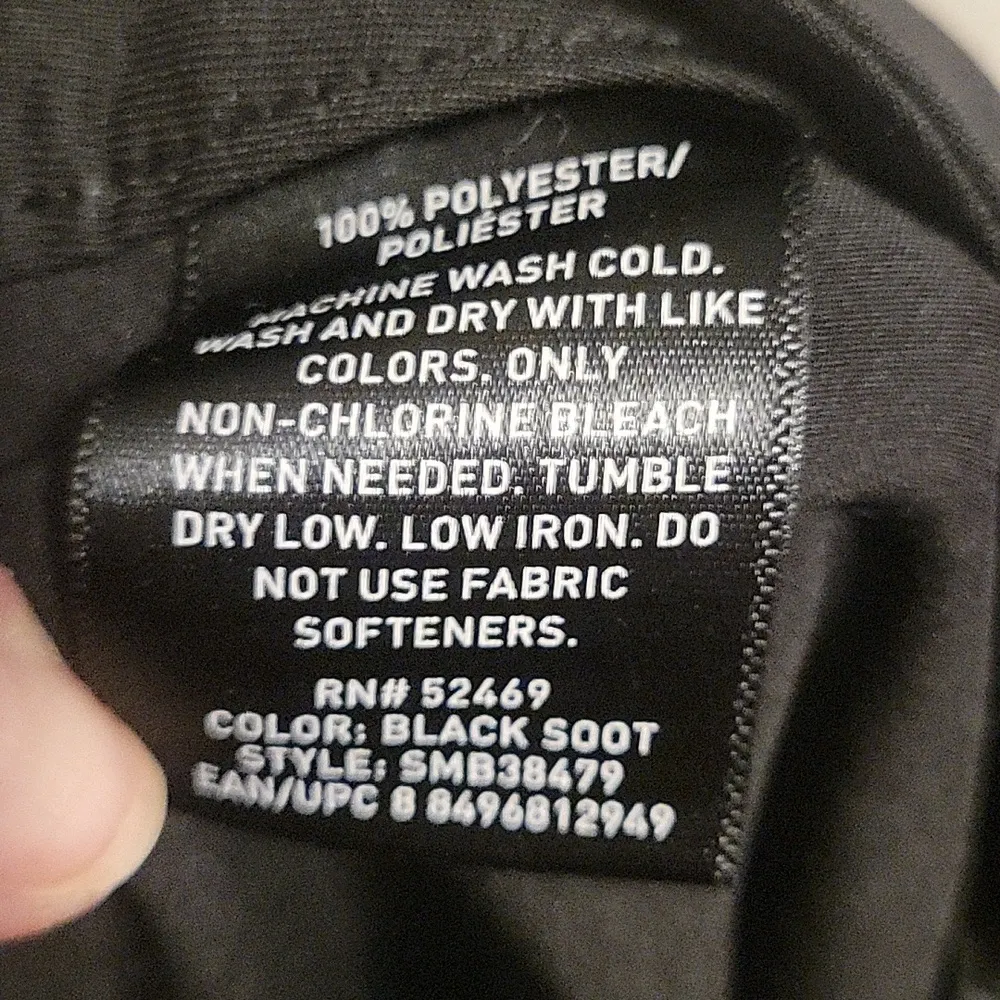 100% POLYESTER/
POLIÉSTER
MACHINE WASH COLD.
WASH AND DRY WITH LIKE
COLORS. ONLY
NON-CHLORINE BLEACH
WHEN NEEDED. TUMBLE
DRY LOW. LOW IRON. DO
NOT USE FABRIC
SOFTENERS.
RN# 52469
COLOR: BLACK SOOT
STYLE: SMB38479
EAN/UPC 8 8496812949